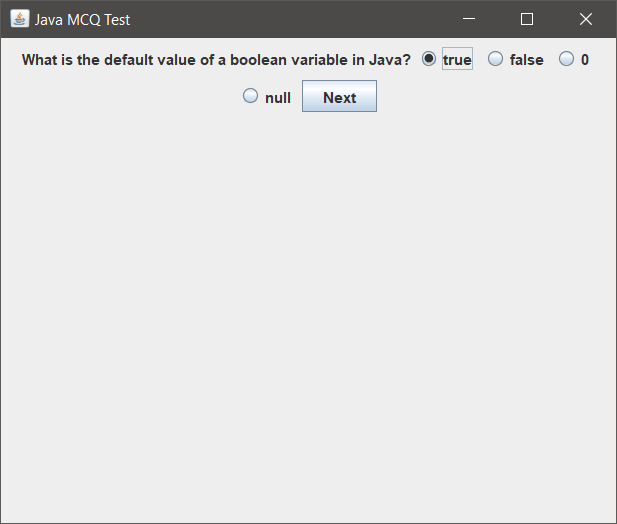 Java MCQ Test
What is the default value of a boolean variable in Java? true false 0
null Next